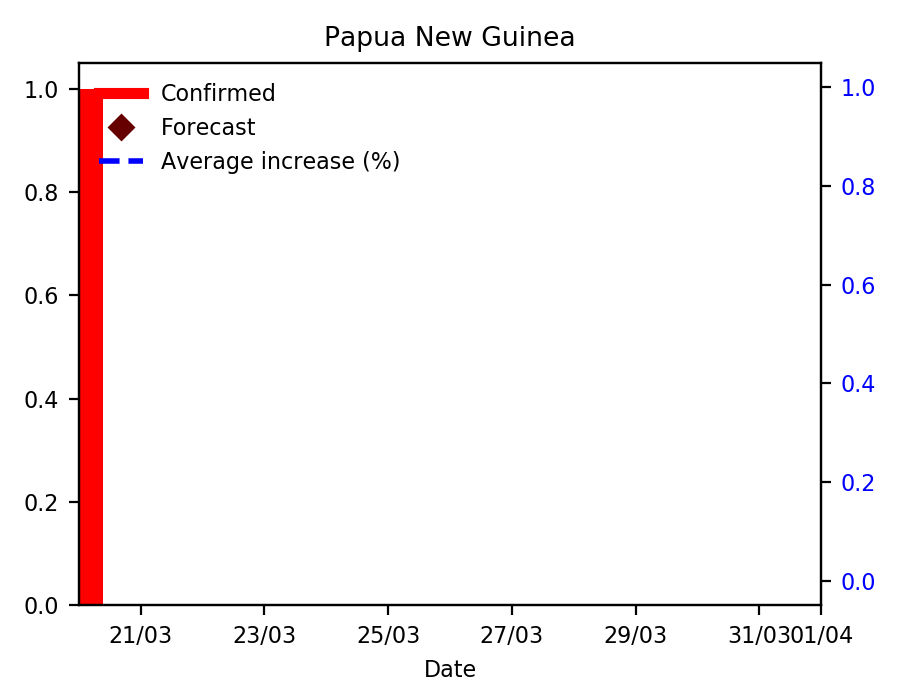 Papua New Guinea
Confirmed
Forecast
Average increase (%)
1.0
0.8
0.6
0.4
0.2
0.0
1.0
0.8
0.6
0.4
0.2
0.0
21/03 23/03 25/03 27/03 29/03 31/03 01/04
Date